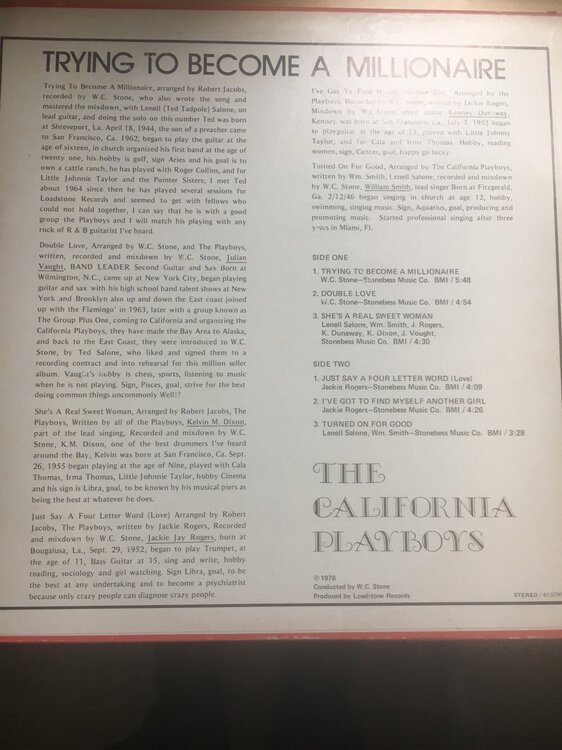 TRYING TO BECOME A MILLIONAIRE
Trying To Become A Millionaire, arranged by Robert Jacobs,
recorded by W.C. Stone, who also wrote the song and
mastered the mixdown, with Lenell (Ted Tadpole) Salone, on
lead guitar, and doing the solo on this number Ted was born
at Shreveport, La. April 18, 1944, the son of a preacher came
to San Francisco, Ca. 1962, began to play the guitar at the
age of sixteen, in church organized his first band at the age of
twenty one, his hobby is golf, sign Aries and his goal is to
own a cattle ranch, he has played with Roger Collins, and for
Little Johnnie Taylor and the Pointer Sisters; I met Ted
about 1964 since then he has played several sessions for
Loadstone Records and seemed to get with fellows who
could not hold together, I can say that he is with a good
group the Playboys and I will match his playing with any
rock of R & B guitarist I've heard.
Double Love, Arranged by W.C. Stone, and The Playboys,
written, recorded and mixdown by W.C. Stone, Julian
Vaught, BAND LEADER Second Guitar and Sax Born at
Wilmington, N.C., came up at New York City, began playing
guitar and sax with his high school band talent shows at New
York and Brooklyn also up and down the East coast joined
up with the Flamingo' in 1963, later with a group known as
The Group Plus One, coming to California and organizing the
California Playboys, they have made the Bay Area to Alaska,
and back to the East Coast, they were introduced to W.C.
Stone, by Ted Salone, who liked and signed them to a
recording contract and into rehearsal for this million seller
album. Vaught's hobby is chess, sports, listening to music
when he is not playing. Sign, Pisces, goal, strive for the best
doing common things uncommonly Well!?
She's A Real Sweet Woman, Arranged by Robert Jacobs, The
Playboys, Written by all of the Playboys, Kelvin M. Dixon,
part of the lead singing, Recorded and mixdown by W.C.
Stone, K.M. Dixon, one of the best drummers I've heard
around the Bay, Kelvin was born at San Francisco, Ca. Sept.
26, 1955 began playing at the age of Nine, played with Cala
Thomas, Irma Thomas, Little Johnnie Taylor, hobby Cinema
and his sign is Libra, goal, to be known by his musical piers as
being the best at whatever he does.
Just Say A Four Letter Word (Love) Arranged by Robert
Jacobs, The Playboys, written by Jackie Rogers, Recorded
and mixdown by W.C. Stone, Jackie Jay Rogers, born at
Bougalusa, La., Sept. 29, 1952, began to play Trumpet, at
the age of 11, Bass Guitar at 15, sing and write, hobby
reading, sociology and girl watching. Sign Libra, goal, to be
the best at any undertaking and to become a psychiatrist
because only crazy people can diagnose crazy people.
I've Got To Find Myself Another Girl, Arranged by the
Playboys, Recorded by W.C. Stone, written by Jackie Rogers,
Mixdown by W.C. Stone third guitar Kenney Dunaway,
Kenney was born at San Francisco, Ca., July 7, 1955 began
to playguitar at the age of 15, played with Little Johnny
Taylor, and for Cala and Irma Thomas. Hobby, reading
women, sign, Cancer, goal, happy go lucky.
Turned On For Good, Arranged by The California Playboys,
written by Wm. Smith, Lenell Salone, recorded and mixdown
by W.C. Stone, William Smith, lead singer Born at Fitzgerald,
Ga. 2/12/46 began singing in church at age 12, hobby,
swimming, singing music. Sign, Aquarius, goal, producing and
promoting music. Started professional singing after three
years in Miami, Fl.
SIDE ONE
1. TRYING TO BECOME A MILLIONAIRE
W.C. Stone—Stonebess Music Co. BMI / 5:48
2. DOUBLE LOVE
W.C. Stone—Stonebess Music Co. BMI / 4:54
3. SHE'S A REAL SWEET WOMAN
Lenell Salone, Wm. Smith, J. Rogers,
K. Dunaway, K. Dixon, J. Vought,
Stonebess Music Co. BMI / 4:30
SIDE TWO
1. JUST SAY A FOUR LETTER WORD (Love)
Jackie Rogers—Stonebess Music Co. BMI / 4:09
2. I'VE GOT TO FIND MYSELF ANOTHER GIRL
Jackie Rogers—Stonebess Music Co. BMI / 4:26
3. TURNED ON FOR GOOD
Lenell Salone, Wm. Smith—Stonebess Music Co. BMI / 3:28
THE
CALIFORNIA
PLAYBOYS
© 1976
Conducted by W.C. Stone
Produced by Loadstone Records
STEREO /